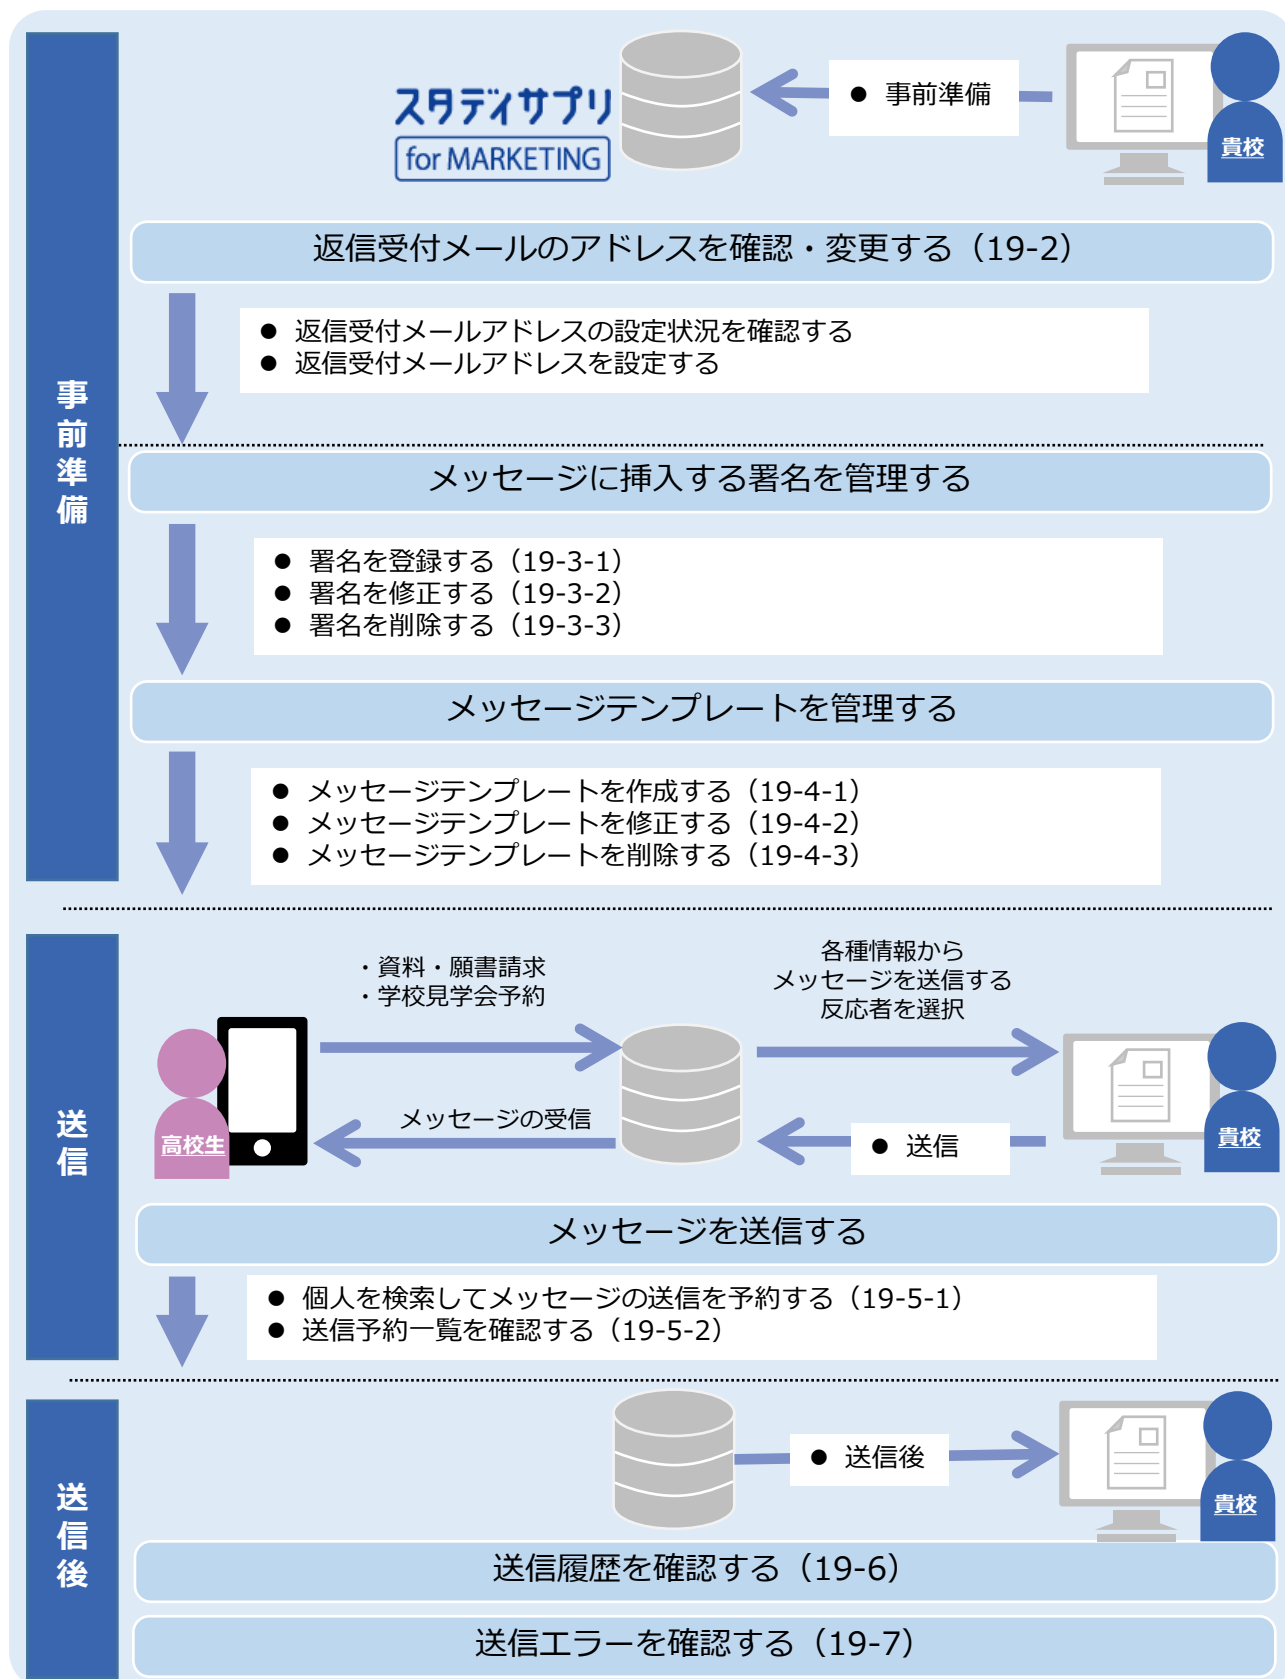 スタディサプリ
for MARKETING
● 事前準備
貴校
事前準備
返信受付メールのアドレスを確認・変更する（19-2）
● 返信受付メールアドレスの設定状況を確認する
● 返信受付メールアドレスを設定する
メッセージに挿入する署名を管理する
● 署名を登録する（19-3-1）
● 署名を修正する（19-3-2）
● 署名を削除する（19-3-3）
メッセージテンプレートを管理する
● メッセージテンプレートを作成する（19-4-1）
● メッセージテンプレートを修正する（19-4-2）
● メッセージテンプレートを削除する（19-4-3）
送信
・資料・願書請求
・学校見学会予約
各種情報から
メッセージを送信する
反応者を選択
メッセージの受信
● 送信
高校生
貴校
メッセージを送信する
● 個人を検索してメッセージの送信を予約する（19-5-1）
● 送信予約一覧を確認する（19-5-2）
送信後
● 送信後
貴校
送信履歴を確認する（19-6）
送信エラーを確認する（19-7）